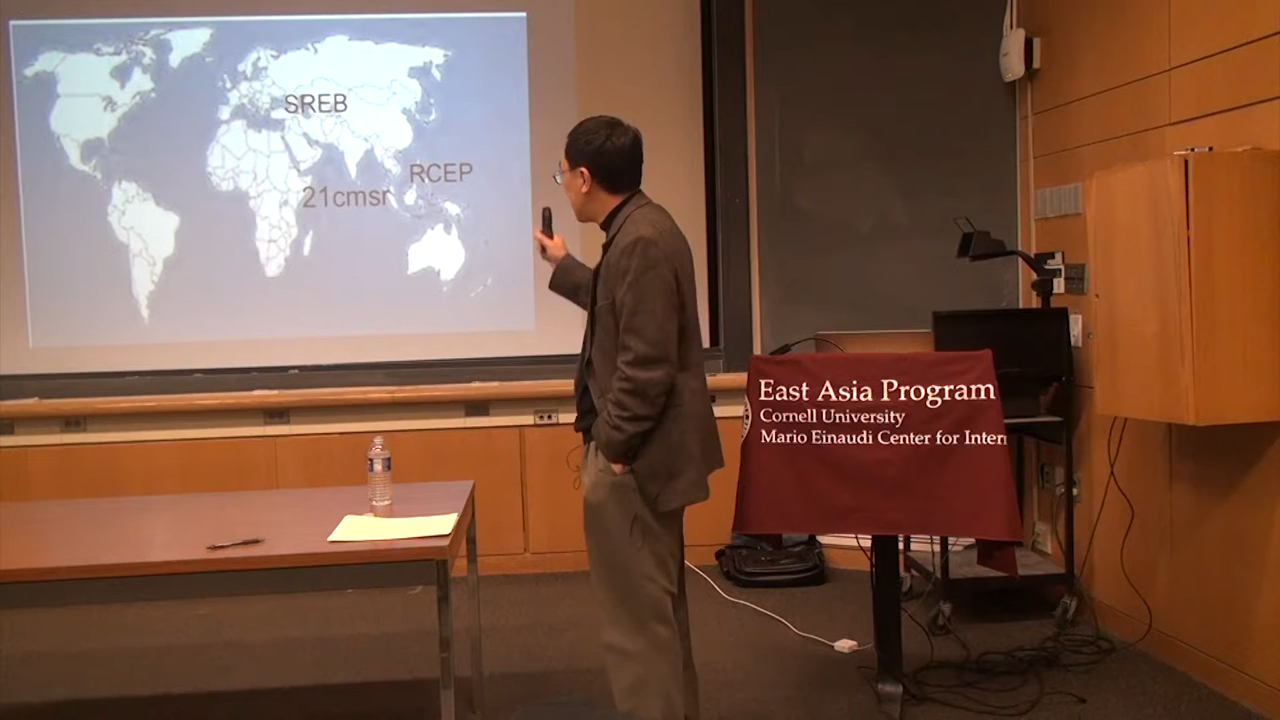 SREB
RCEP
21cmsr
East Asia Program
Cornell University
Mario Einaudi Center for Intern